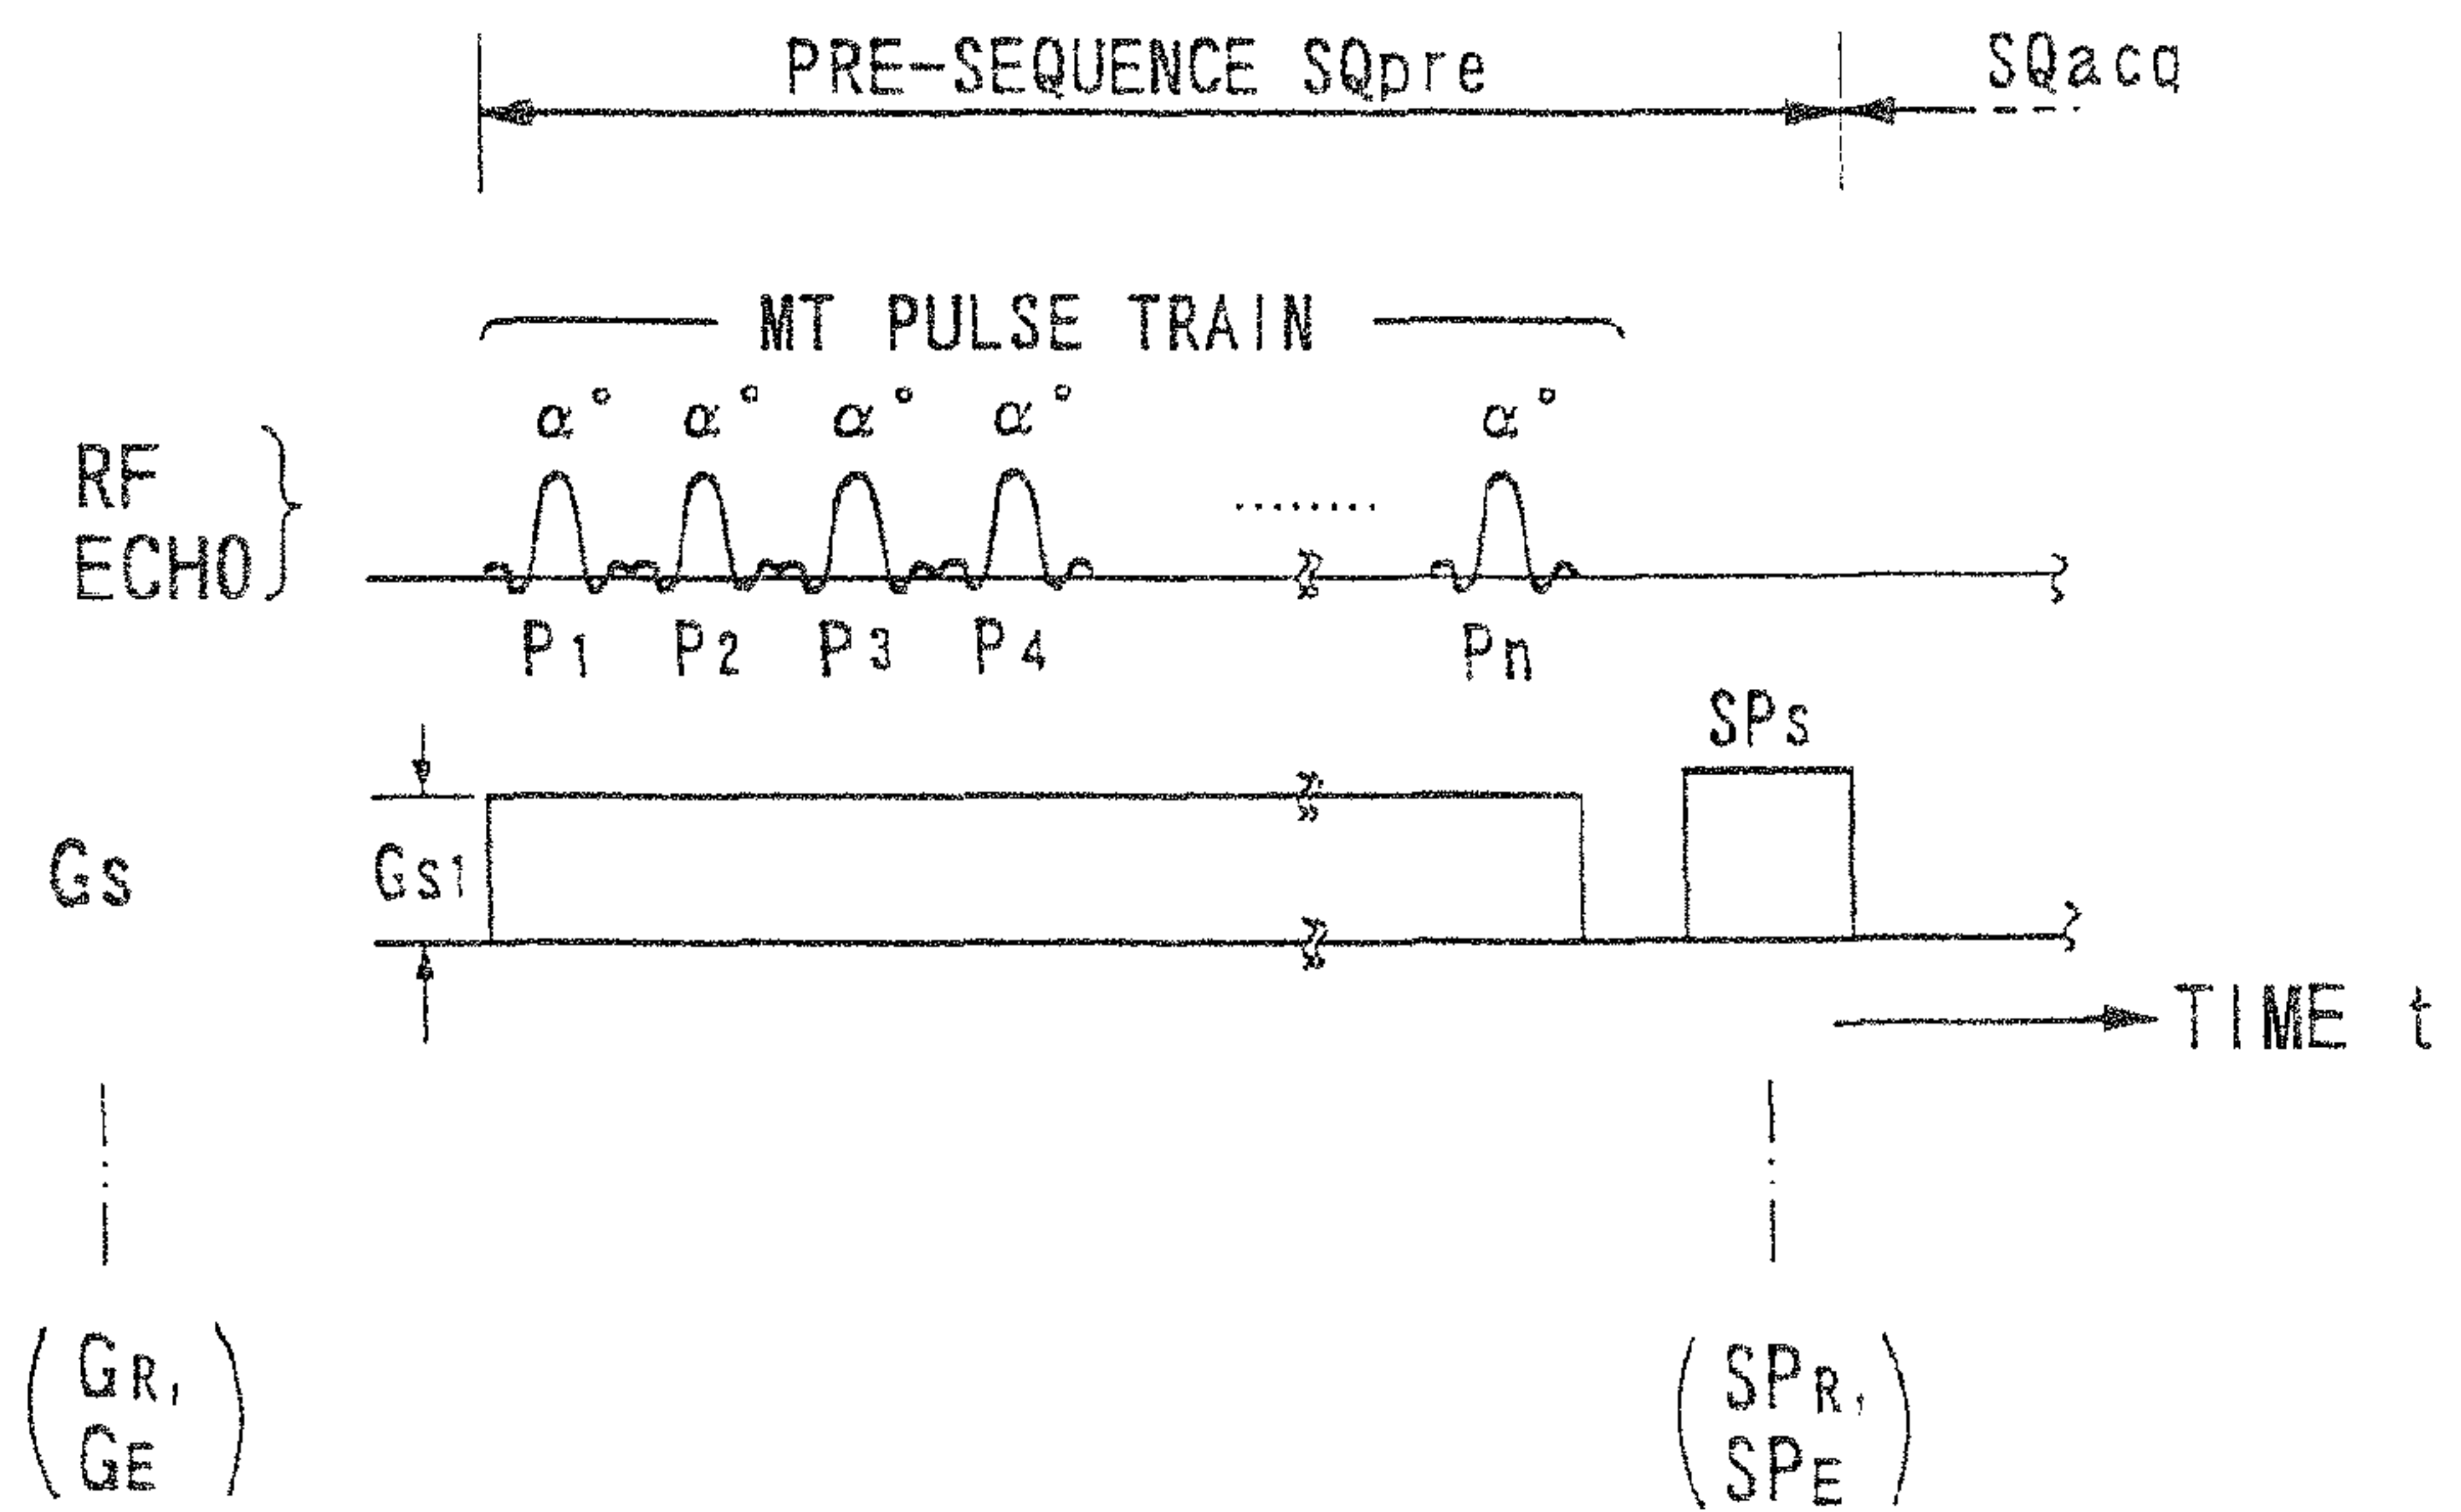 PRE-SEQUENCE SQpre SQacq
MT PULSE TRAIN
α° α° α° α° ........ α°
RF
ECHO
P1 P2 P3 P4 Pn
SPs
Gs Gs1
TIME t
(GR,
GE)
(SPR,
SPE)